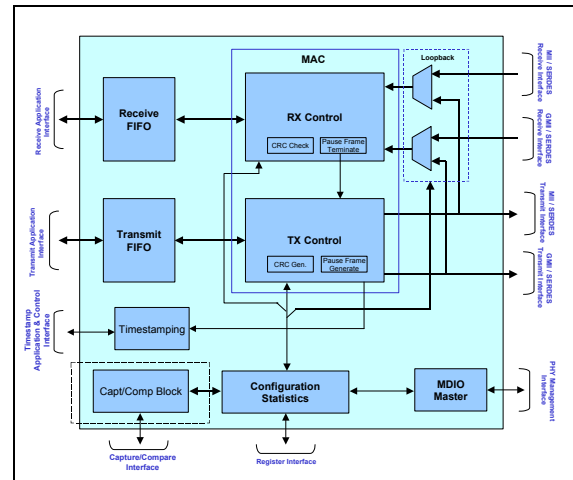 MAC
Loopback
MII / SERDES
Receive Interface
Receive Application
Interface
Receive
FIFO
RX Control
CRC Check
Pause Frame
Terminate
GMII / SERDES
Receive Interface
MII / SERDES
Transmit Interface
Transmit Application
Interface
Transmit
FIFO
TX Control
CRC Gen.
Pause Frame
Generate
GMII / SERDES
Transmit Interface
Timestamp
Application & Control
Interface
Timestamping
Capt/Comp Block
Configuration
Statistics
MDIO
Master
PHY Management
Interface
Capture/Compare
Interface
Register Interface